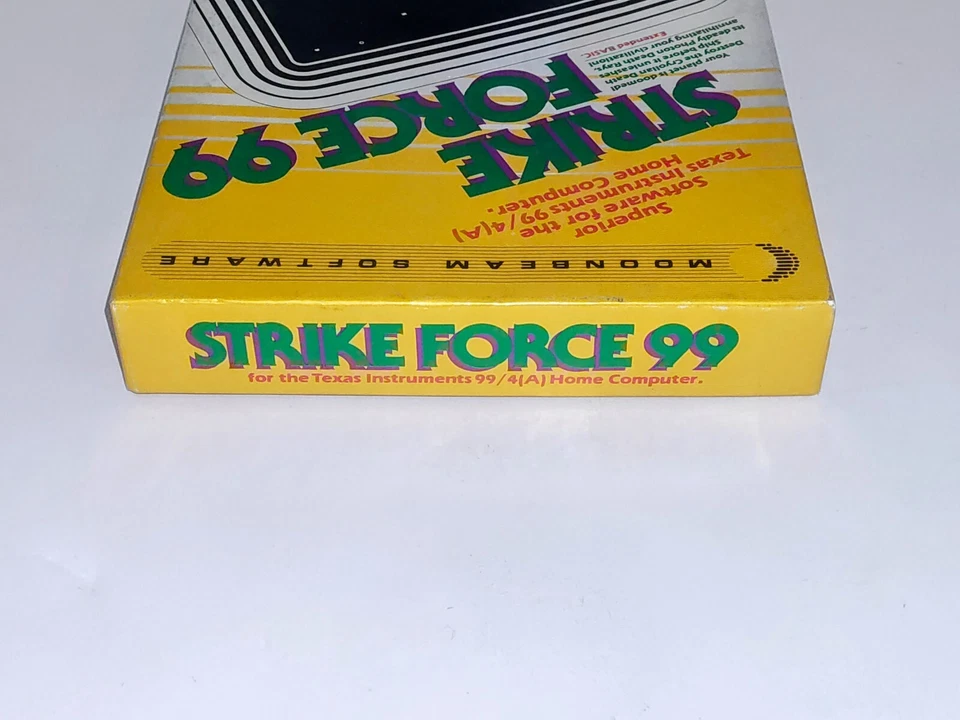 MOONBEAM SOFTWARE
Superior
Software for the
Texas Instruments 99/4(A)
Home Computer.
STRIKE
FORCE 99
Your planet is doomed!
Destroy the Cryolian Death
Ship before it unleashes
its deadly Photon Death Rays,
annihilating your civilization!
Extended BASIC
STRIKE FORCE 99
for the Texas Instruments 99/4(A) Home Computer.